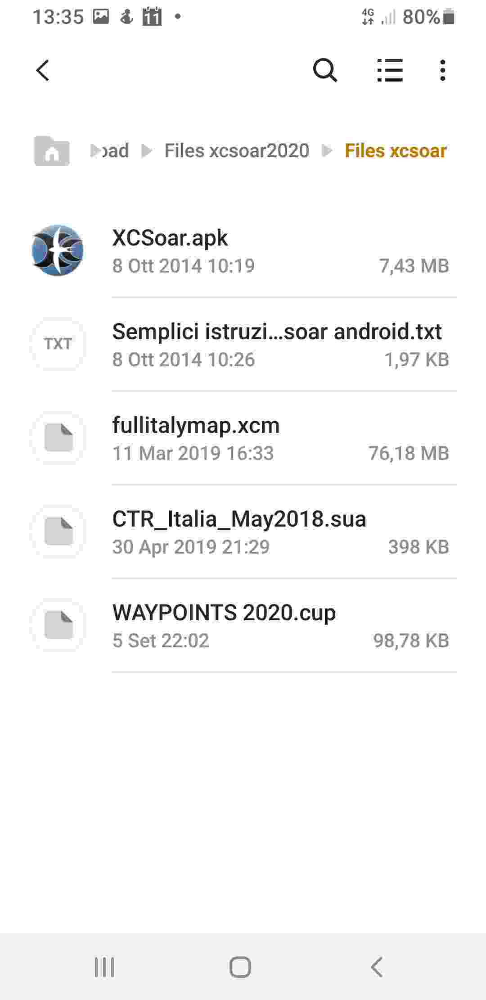 13:35 11 4G 80%
oad Files xcsoar2020 Files xcsoar
XCSoar.apk
8 Ott 2014 10:19 7,43 MB
TXT
Semplici istruzi...soar android.txt
8 Ott 2014 10:26 1,97 KB
fullitalymap.xcm
11 Mar 2019 16:33 76,18 MB
CTR_Italia_May2018.sua
30 Apr 2019 21:29 398 KB
WAYPOINTS 2020.cup
5 Set 22:02 98,78 KB